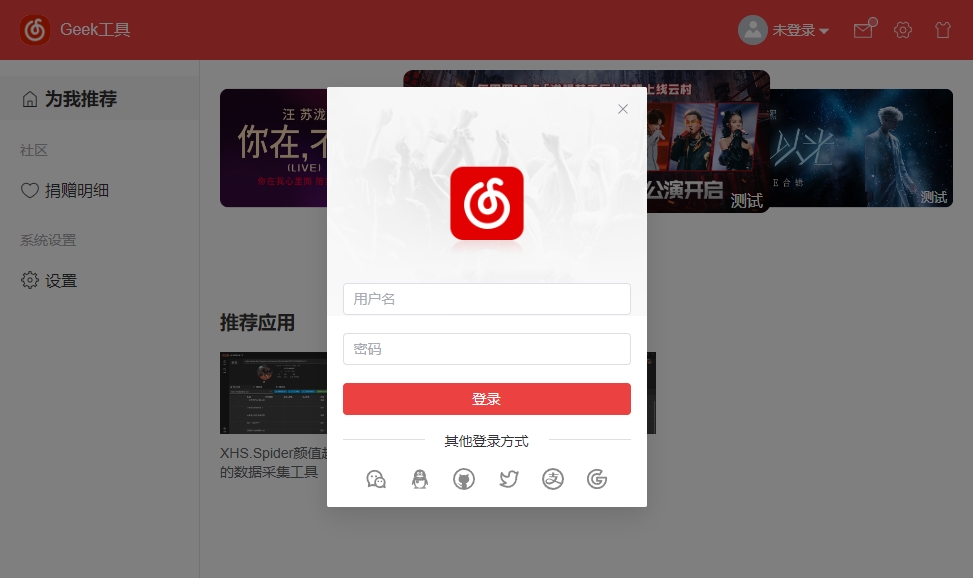 Geek工具
未登录
为我推荐
社区
捐赠明细
系统设置
设置
汪 苏泷
你在,不
(LIVE)
上线云村
公演开启
测试
以光
测试
用户名
密码
登录
其他登录方式
推荐应用
XHS.Spider颜值超
的数据采集工具